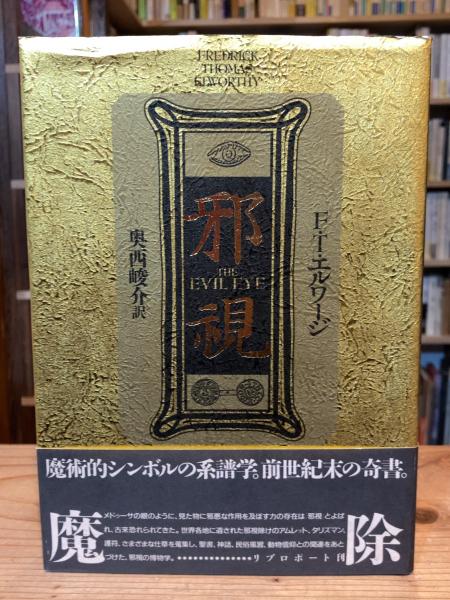 FREDRICK
THOMAS
ELWORTHY
邪視
THE
EVIL EYE
F・T・エルワージ
奥西峻介訳
魔術的シンボルの系譜学。前世紀末の奇書。
魔除
メドゥーサの眼のように、見た物に邪悪な作用を及ぼす力の存在は〈邪視〉とよば
れ、古来恐れられてきた。世界各地に遺された邪視除けのアムレット、タリズマン、
護符、さまざまな仕草を蒐集し、聖書、神話、民俗風習、動物信仰との関連をあと
づけた、邪視の博物学。
リブロポート刊